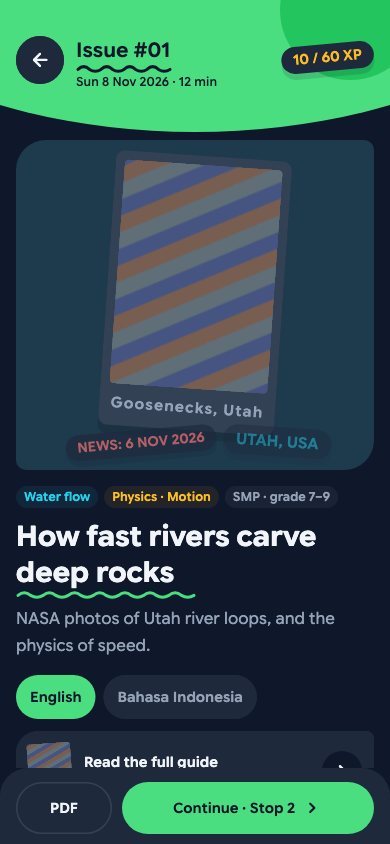 Issue #01
Sun 8 Nov 2026 · 12 min
10 / 60 XP
Goosenecks, Utah
NEWS: 6 NOV 2026
UTAH, USA
Water flow
Physics · Motion
SMP · grade 7–9
How fast rivers carve
deep rocks
NASA photos of Utah river loops, and the
physics of speed.
English
Bahasa Indonesia
Read the full guide
PDF
Continue · Stop 2